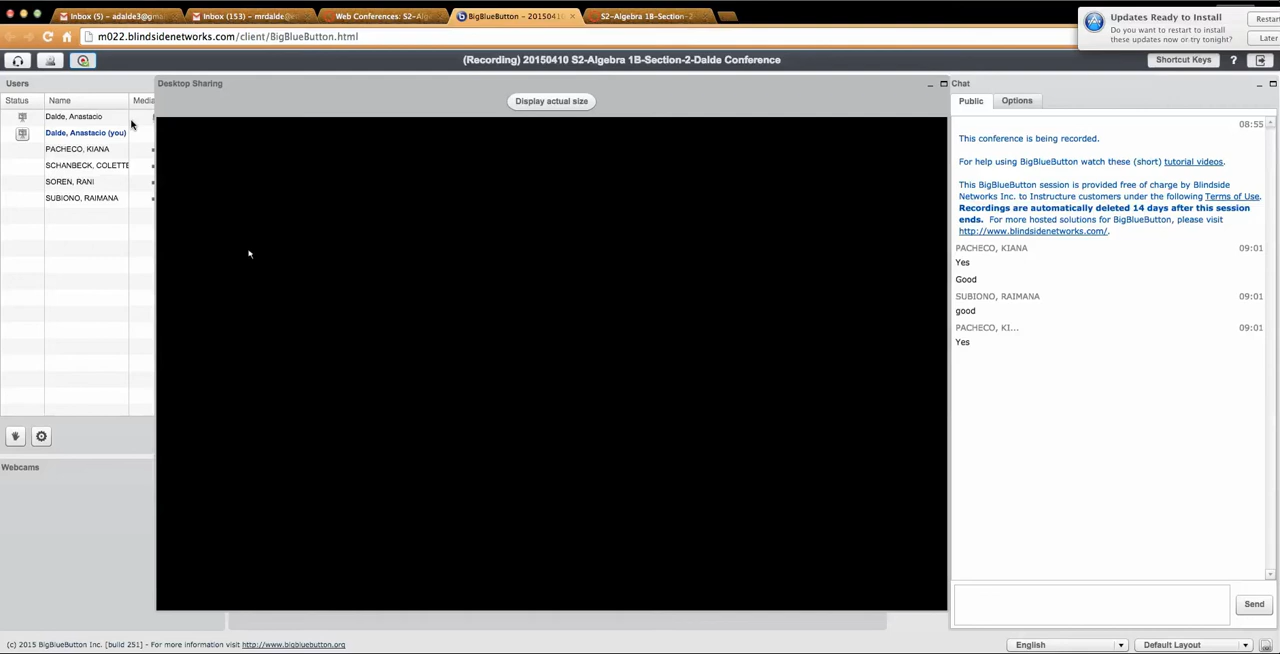 Inbox (5) - adalde3@gm
Inbox (153) - mrdalde@
Web Conferences: S2-Alg
BigBlueButton - 2015041
S2-Algebra 1B-Section-2-
m022.blindsidenetworks.com/client/BigBlueButton.html
Updates Ready to Install
Do you want to restart to install
these updates now or try tonight?
Restart
Later
(Recording) 20150410 S2-Algebra 1B-Section-2-Dalde Conference
Shortcut Keys
?
Users
Status Name Media
Dalde, Anastacio
Dalde, Anastacio (you)
PACHECO, KIANA
SCHANBECK, COLETTE
SOREN, RANI
SUBIONO, RAIMANA
Webcams
Desktop Sharing
Display actual size
Chat
Public Options
08:55
This conference is being recorded.
For help using BigBlueButton watch these (short) tutorial videos.
This BigBlueButton session is provided free of charge by Blindside
Networks Inc. to Instructure customers under the following Terms of Use.
Recordings are automatically deleted 14 days after this session
ends. For more hosted solutions for BigBlueButton, please visit
http://www.blindsidenetworks.com/.
PACHECO, KIANA 09:01
Yes
Good
SUBIONO, RAIMANA 09:01
good
PACHECO, KI... 09:01
Yes
Send
(c) 2015 BigBlueButton Inc. [build 251] - For more information visit http://www.bigbluebutton.org
English
Default Layout